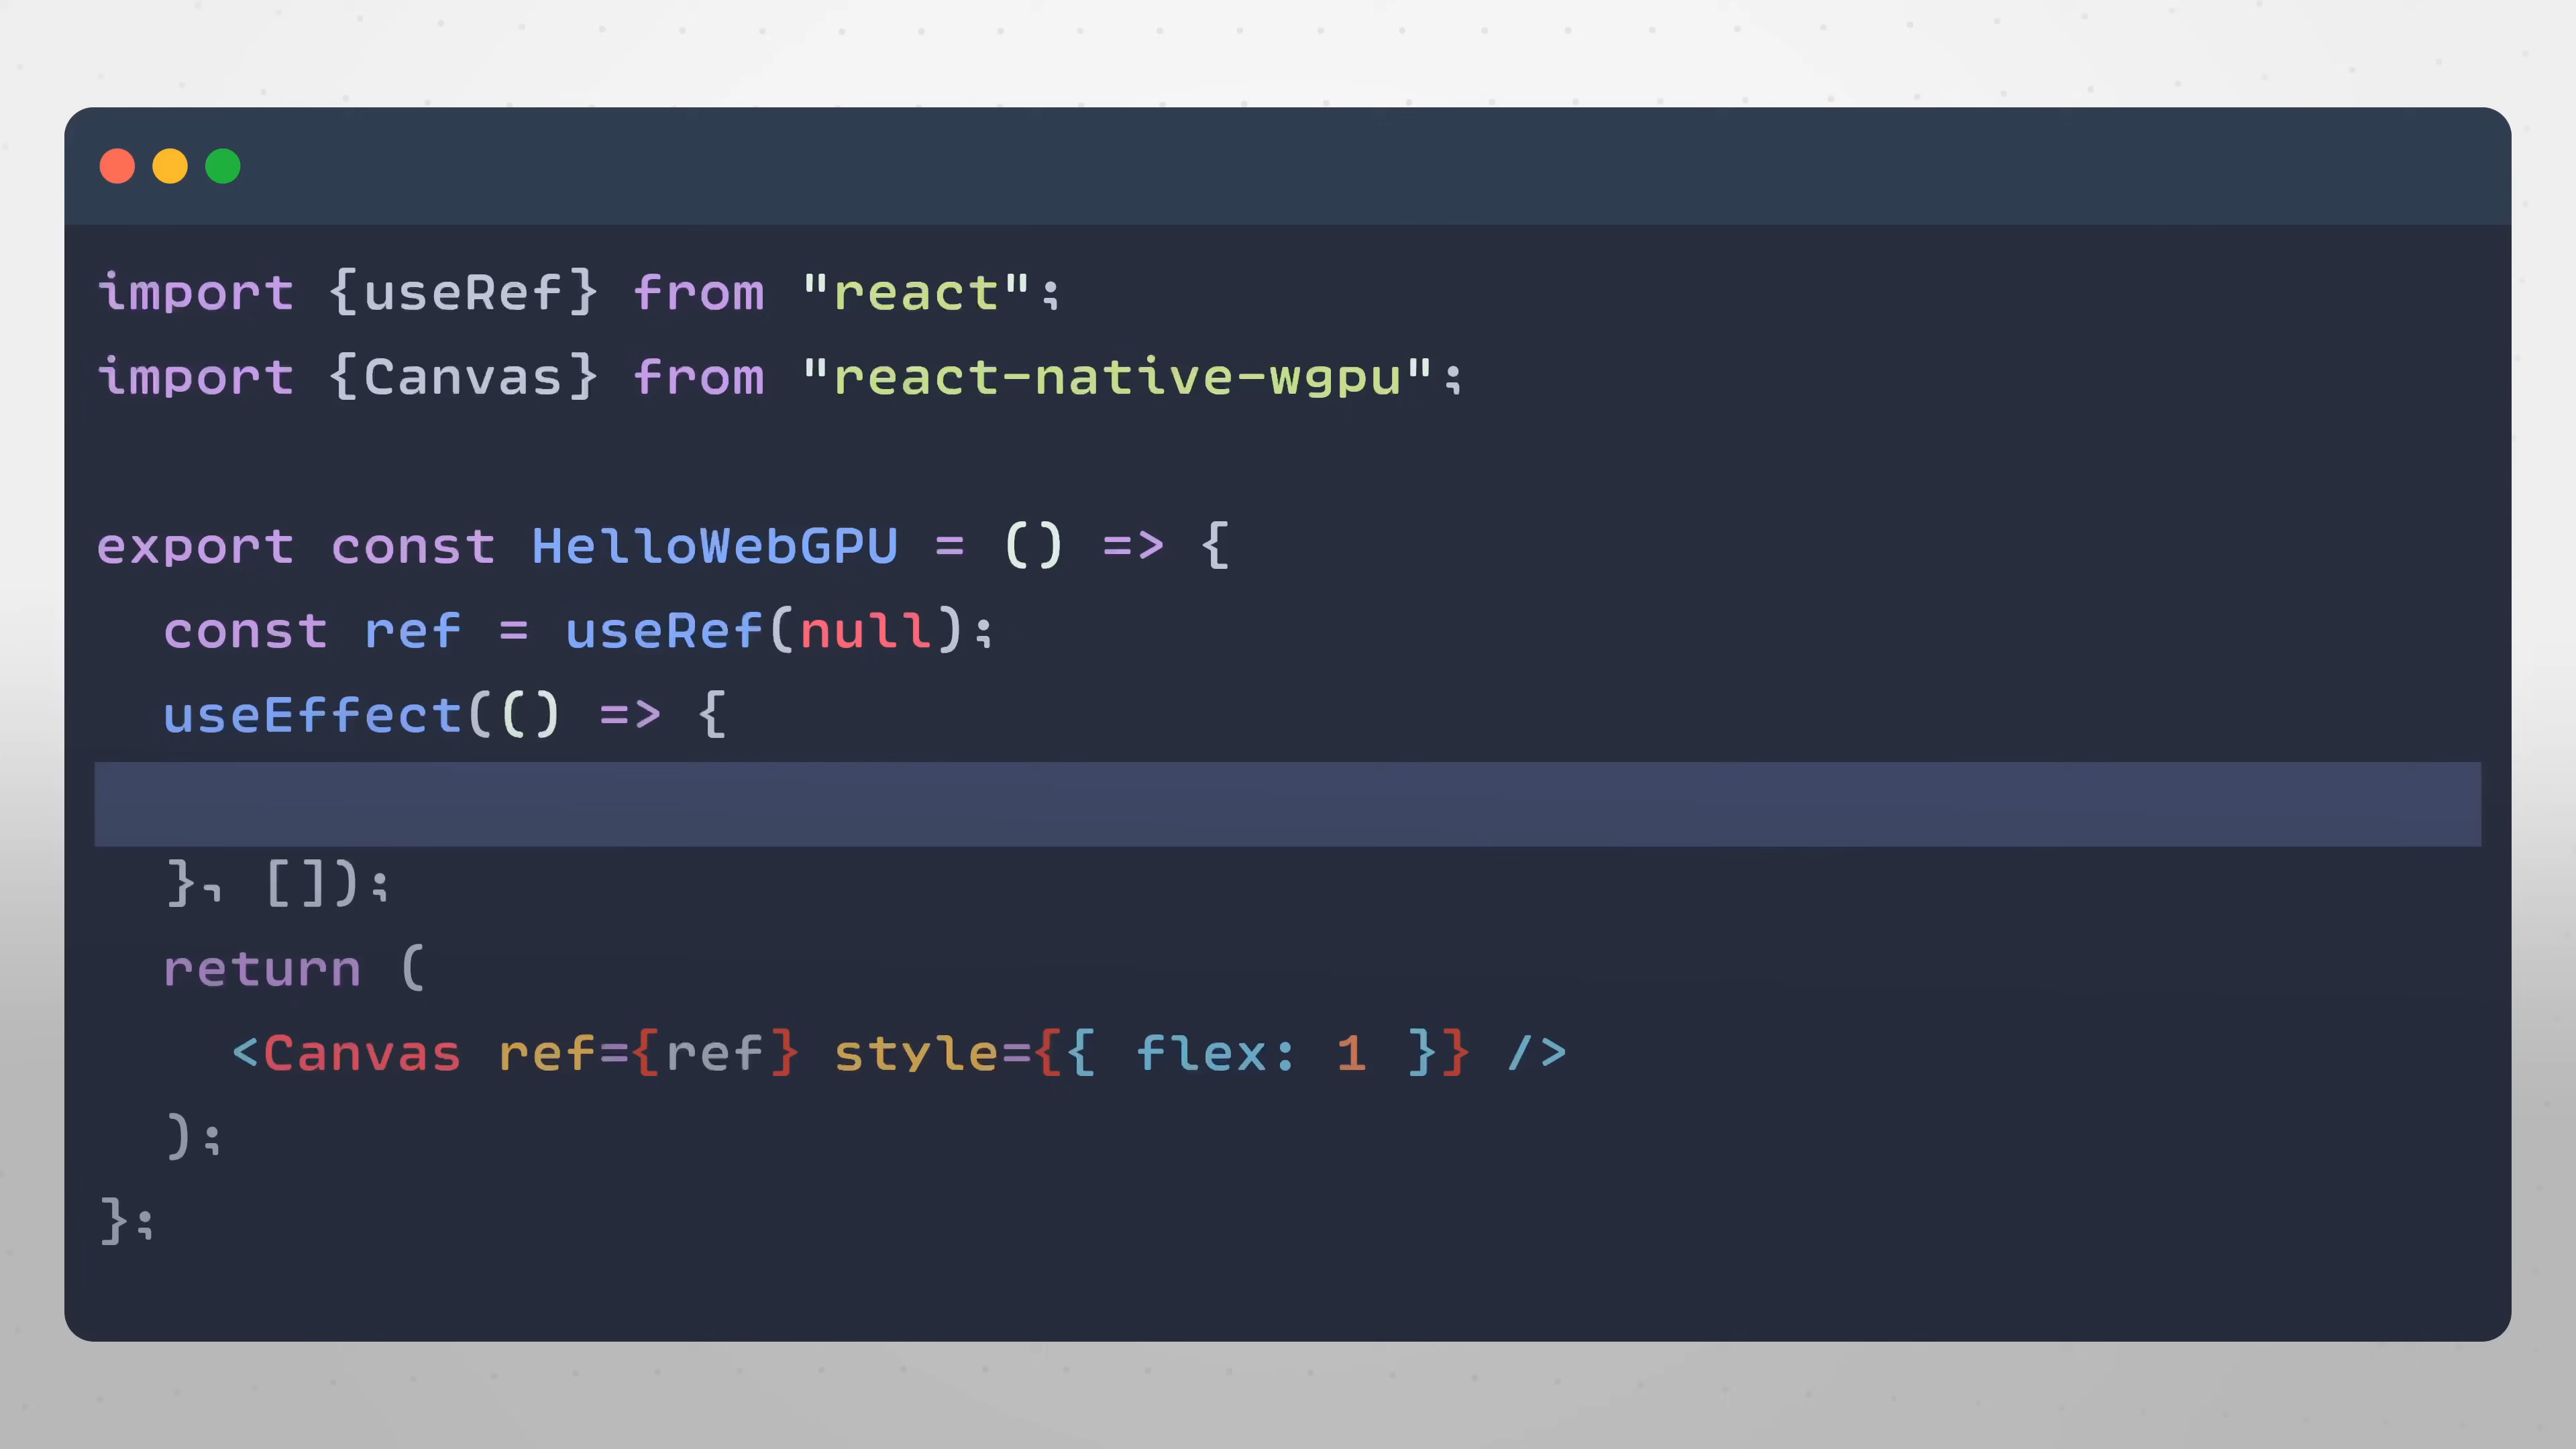 import {useRef} from "react";
import {Canvas} from "react-native-wgpu";
export const HelloWebGPU = () => {
const ref = useRef(null);
useEffect(() => {
}, []);
return (
<Canvas ref={ref} style={{ flex: 1 }} />
);
};